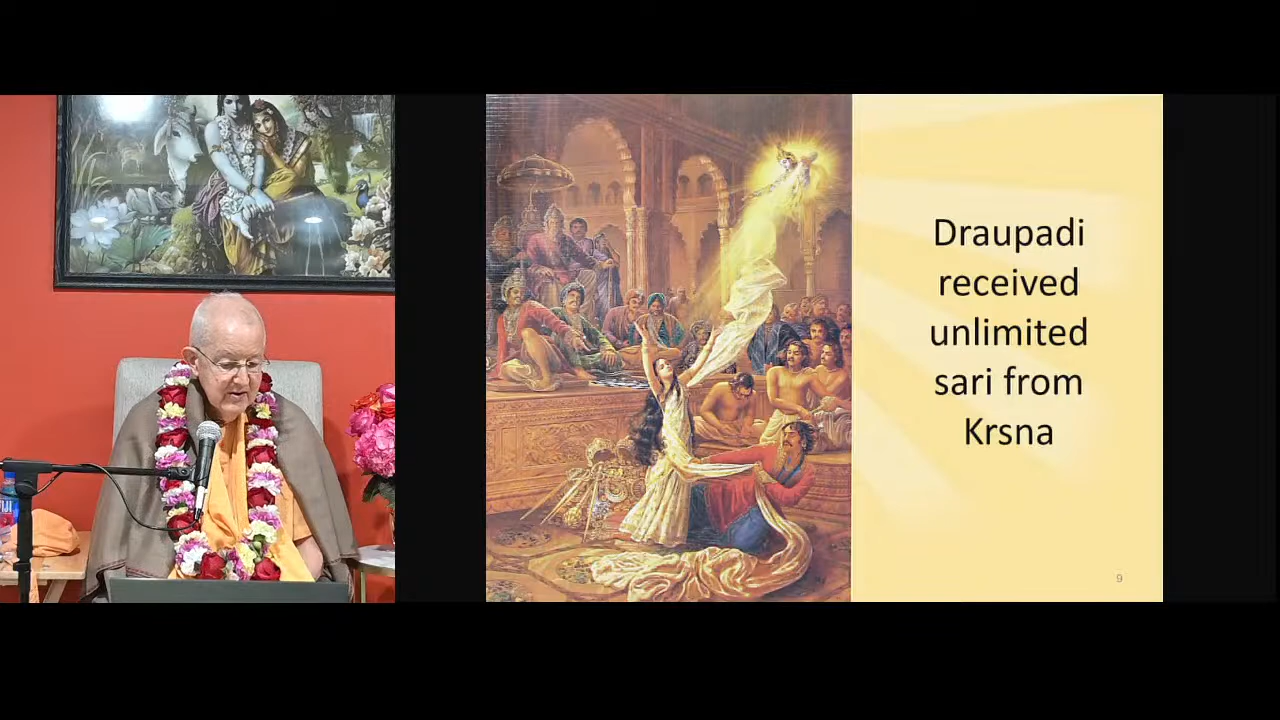 Draupadi
received
unlimited
sari from
Krsna
9